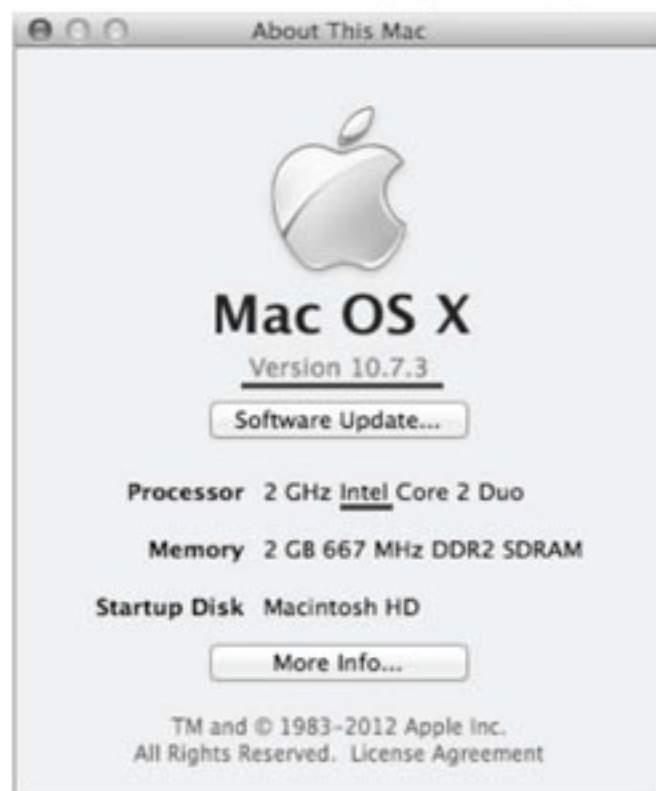 About This Mac
Mac OS X
Version 10.7.3
Software Update...
Processor 2 GHz Intel Core 2 Duo
Memory 2 GB 667 MHz DDR2 SDRAM
Startup Disk Macintosh HD
More Info...
TM and © 1983-2012 Apple Inc.
All Rights Reserved. License Agreement